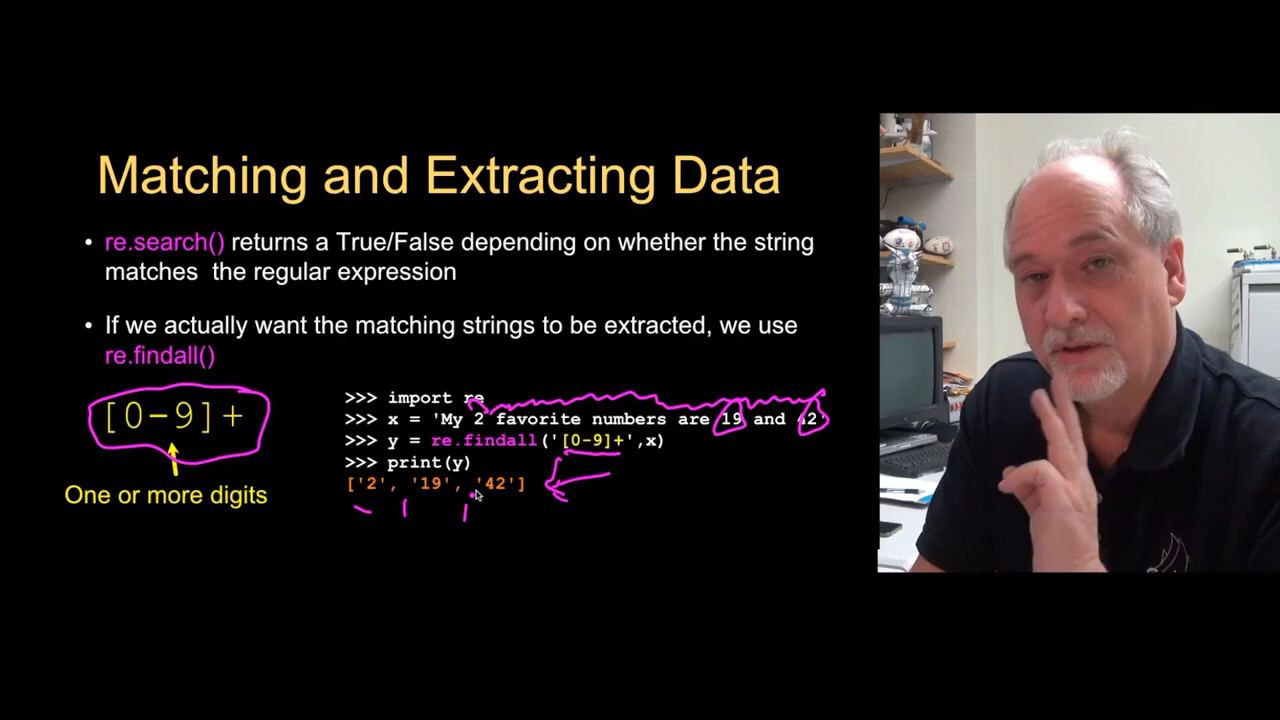 Matching and Extracting Data
• re.search() returns a True/False depending on whether the string
matches the regular expression
• If we actually want the matching strings to be extracted, we use
re.findall()
[0-9]+
One or more digits
>>> import re
>>> x = 'My 2 favorite numbers are 19 and 42'
>>> y = re.findall('[0-9]+',x)
>>> print(y)
['2', '19', '42']